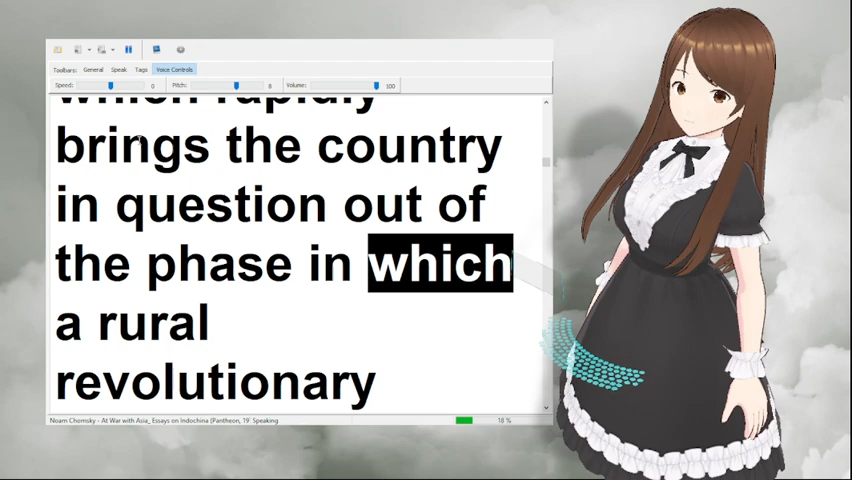 Toolbars: General Speak Tags Voice Controls
Speed: 0 Pitch: 8 Volume: 100
which rapidly
brings the country
in question out of
the phase in which
a rural
revolutionary
Noam Chomsky - At War with Asia_ Essays on Indochina (Pantheon, 19 Speaking 18 %